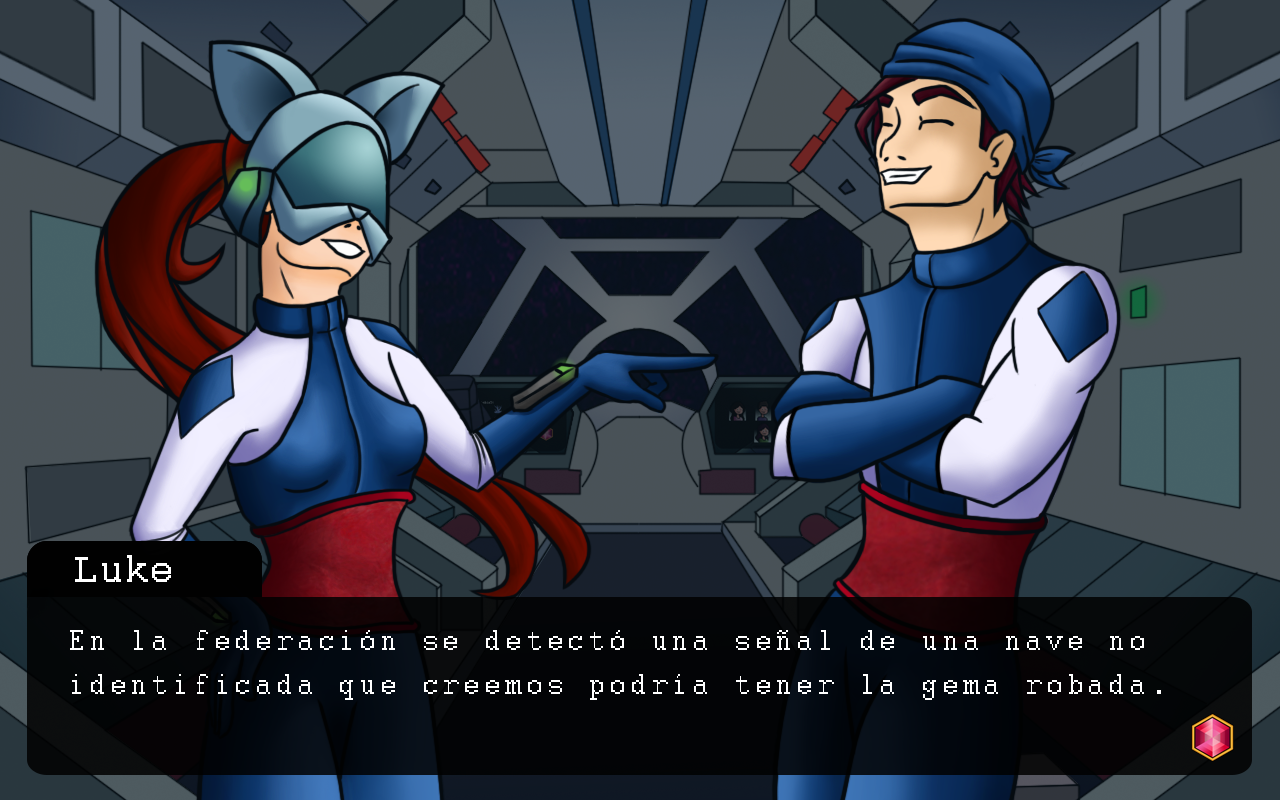 Luke
En la federación se detectó una señal de una nave no
identificada que creemos podría tener la gema robada.